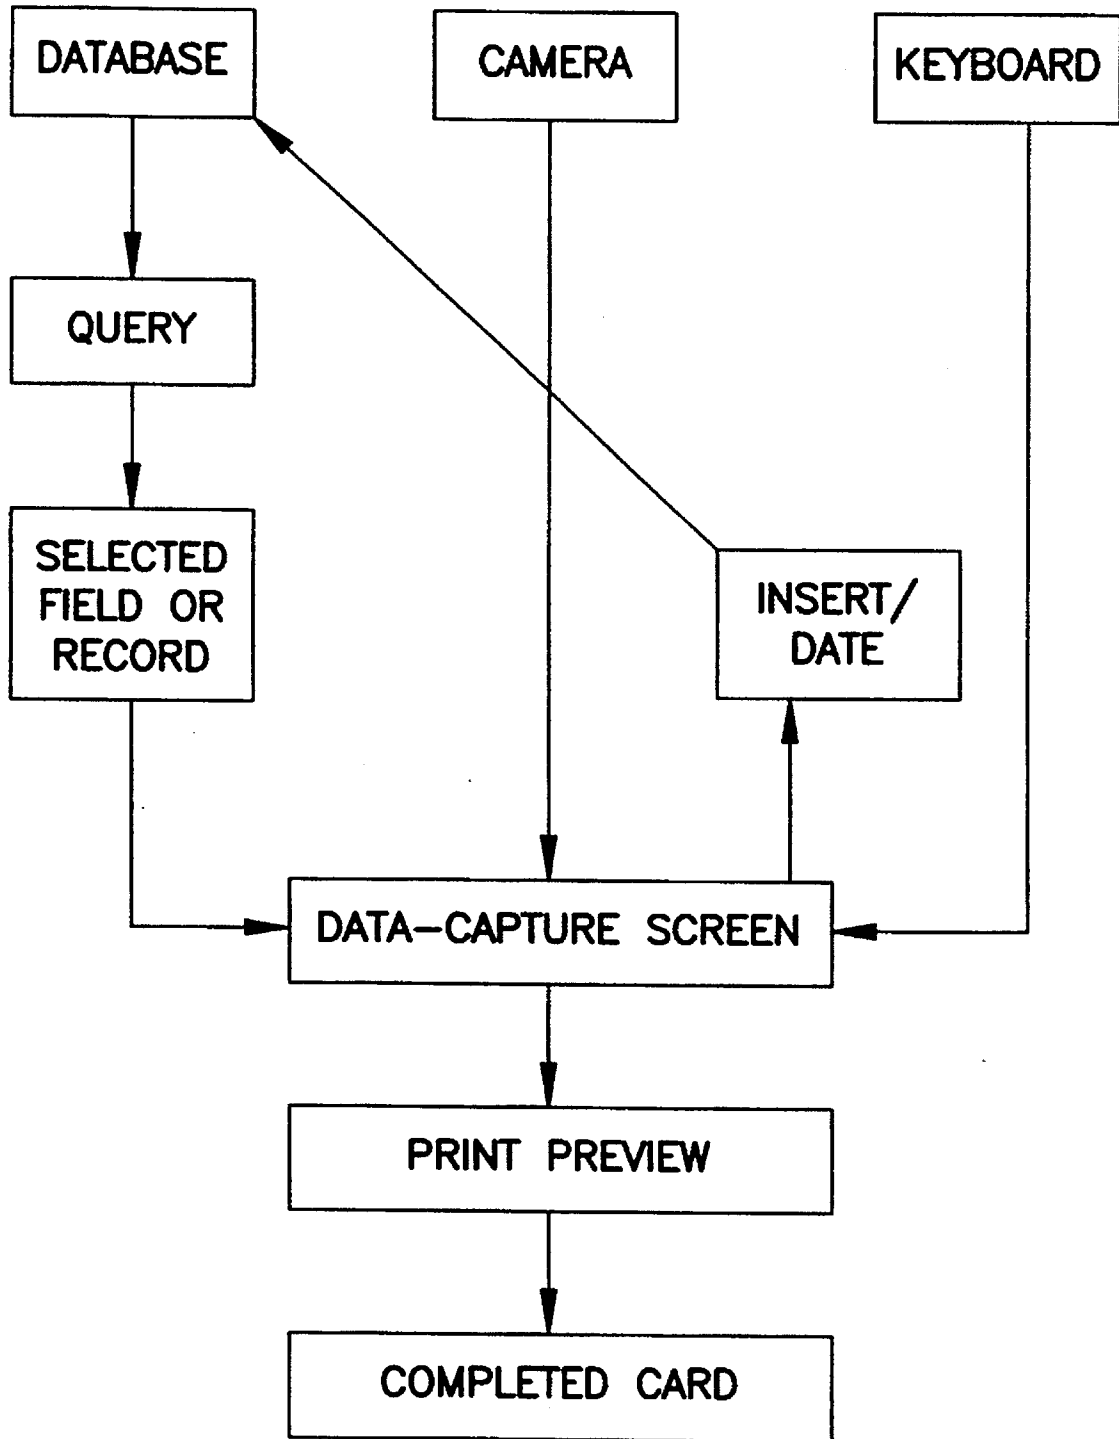 DATABASE
CAMERA
KEYBOARD
QUERY
SELECTED
FIELD OR
RECORD
INSERT/
DATE
DATA-CAPTURE SCREEN
PRINT PREVIEW
COMPLETED CARD